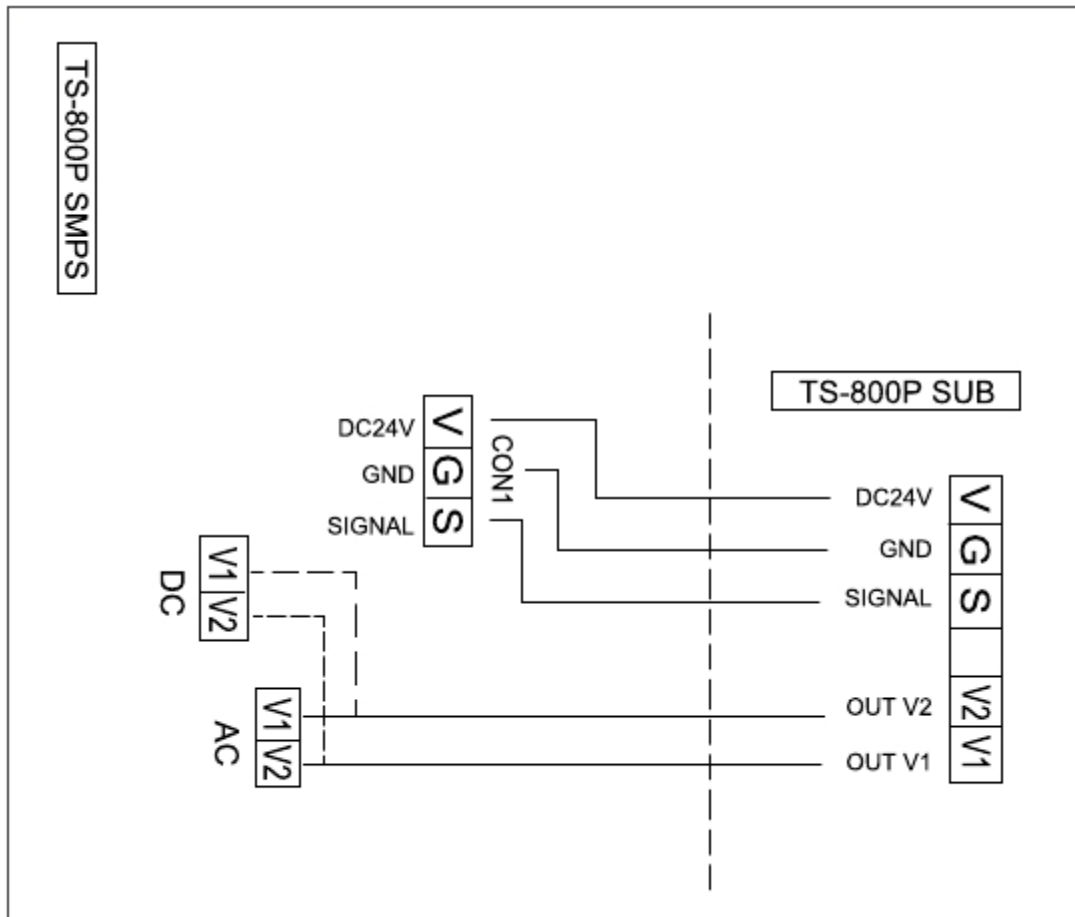 TS-800P SMPS
TS-800P SUB
DC24V V
GND G
SIGNAL S
CON1
DC24V V
GND G
SIGNAL S
DC
V1
V2
AC
V1
V2
OUT V2 V2
OUT V1 V1